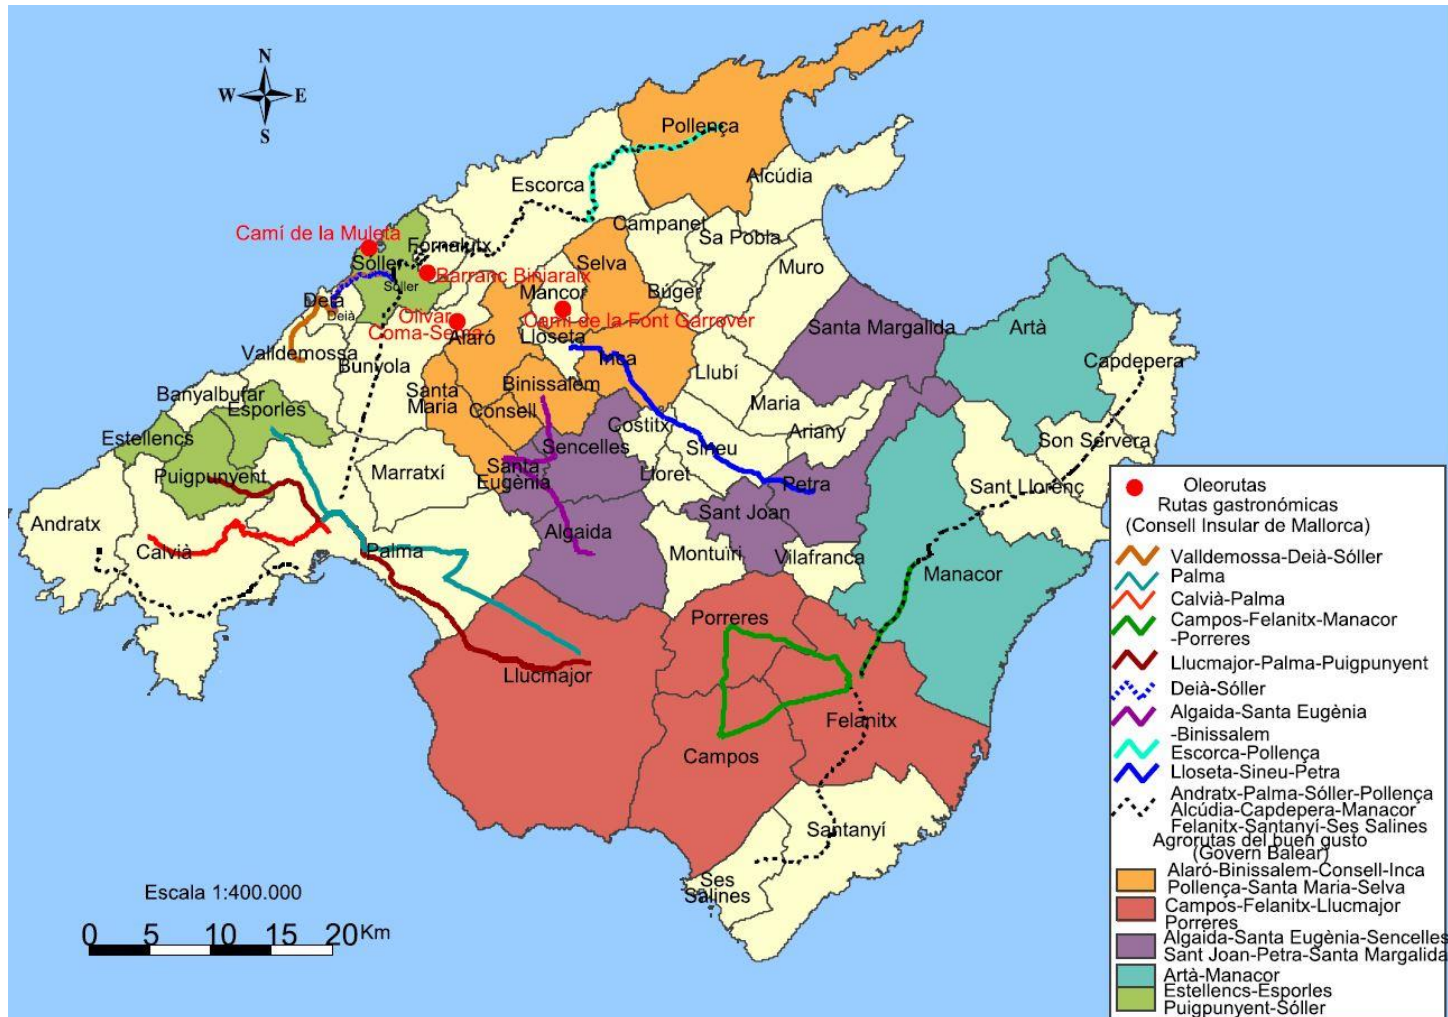 N
W
E
S
Pollença
Alcúdia
Escorca
Campanet
Sa Pobla
Camí de la Muleta
Fornalutx
Sóller
Sóller
Barranc Biniaraix
Selva
Muro
Búger
Mancor
Deià
Deià
Olivar
Coma-Serna
Camí de la Font Garrover
Alaró
Lloseta
Santa Margalida
Artà
Valldemossa
Bunyola
Inca
Capdepera
Llubí
Banyalbufar
Esporles
Santa
Maria
Binissalem
Consell
Maria
Estellencs
Costitx
Ariany
Son Servera
Sencelles
Sineu
Puigpunyent
Marratxí
Santa
Eugènia
Lloret
Petra
Sant Llorenç
Andratx
Sant Joan
Calvià
Palma
Algaida
Montuïri
Vilafranca
Manacor
Porreres
Llucmajor
Felanitx
Campos
Santanyí
Ses
Salines
Escala 1:400.000
0 5 10 15 20 Km
Oleorutas
Rutas gastronómicas
(Consell Insular de Mallorca)
Valldemossa-Deià-Sóller
Palma
Calvià-Palma
Campos-Felanitx-Manacor
-Porreres
Llucmajor-Palma-Puigpunyent
Deià-Sóller
Algaida-Santa Eugènia
-Binissalem
Escorca-Pollença
Lloseta-Sineu-Petra
Andratx-Palma-Sóller-Pollença
Alcúdia-Capdepera-Manacor
Felanitx-Santanyí-Ses Salines
Agrorutas del buen gusto
(Govern Balear)
Alaró-Binissalem-Consell-Inca
Pollença-Santa Maria-Selva
Campos-Felanitx-Llucmajor
Porreres
Algaida-Santa Eugènia-Sencelles
Sant Joan-Petra-Santa Margalida
Artà-Manacor
Estellencs-Esporles
Puigpunyent-Sóller